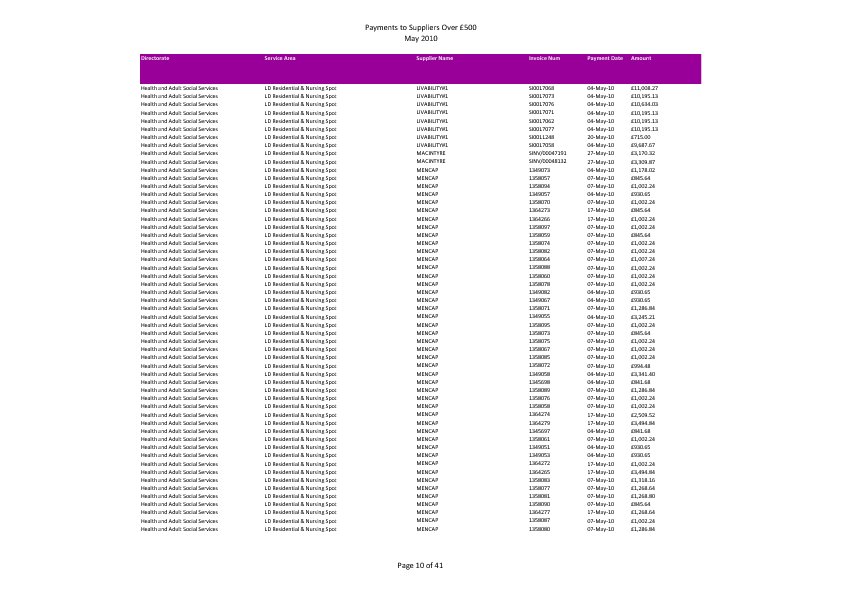 Payments to Suppliers Over £500
May 2010
Directorate Service Area Supplier Name Invoice Num Payment Date Amount
Health and Adult Social Services LD Residential & Nursing Spot LIVABILITY#1 SI0017068 04-May-10 £11,008.27
Health and Adult Social Services LD Residential & Nursing Spot LIVABILITY#1 SI0017073 04-May-10 £10,195.13
Health and Adult Social Services LD Residential & Nursing Spot LIVABILITY#1 SI0017076 04-May-10 £10,634.03
Health and Adult Social Services LD Residential & Nursing Spot LIVABILITY#1 SI0017071 04-May-10 £10,195.13
Health and Adult Social Services LD Residential & Nursing Spot LIVABILITY#1 SI0017062 04-May-10 £10,195.13
Health and Adult Social Services LD Residential & Nursing Spot LIVABILITY#1 SI0017077 04-May-10 £10,195.13
Health and Adult Social Services LD Residential & Nursing Spot LIVABILITY#1 SI0011248 20-May-10 £715.00
Health and Adult Social Services LD Residential & Nursing Spot LIVABILITY#1 SI0017058 04-May-10 £9,687.67
Health and Adult Social Services LD Residential & Nursing Spot MACINTYRE SINV/00047191 27-May-10 £3,170.32
Health and Adult Social Services LD Residential & Nursing Spot MACINTYRE SINV/00048132 27-May-10 £3,309.87
Health and Adult Social Services LD Residential & Nursing Spot MENCAP 1349073 04-May-10 £1,178.02
Health and Adult Social Services LD Residential & Nursing Spot MENCAP 1358057 07-May-10 £845.64
Health and Adult Social Services LD Residential & Nursing Spot MENCAP 1358094 07-May-10 £1,002.24
Health and Adult Social Services LD Residential & Nursing Spot MENCAP 1349057 04-May-10 £930.65
Health and Adult Social Services LD Residential & Nursing Spot MENCAP 1358070 07-May-10 £1,002.24
Health and Adult Social Services LD Residential & Nursing Spot MENCAP 1364273 17-May-10 £845.64
Health and Adult Social Services LD Residential & Nursing Spot MENCAP 1364266 17-May-10 £1,002.24
Health and Adult Social Services LD Residential & Nursing Spot MENCAP 1358097 07-May-10 £1,002.24
Health and Adult Social Services LD Residential & Nursing Spot MENCAP 1358059 07-May-10 £845.64
Health and Adult Social Services LD Residential & Nursing Spot MENCAP 1358074 07-May-10 £1,002.24
Health and Adult Social Services LD Residential & Nursing Spot MENCAP 1358082 07-May-10 £1,002.24
Health and Adult Social Services LD Residential & Nursing Spot MENCAP 1358064 07-May-10 £1,007.24
Health and Adult Social Services LD Residential & Nursing Spot MENCAP 1358088 07-May-10 £1,002.24
Health and Adult Social Services LD Residential & Nursing Spot MENCAP 1358060 07-May-10 £1,002.24
Health and Adult Social Services LD Residential & Nursing Spot MENCAP 1358078 07-May-10 £1,002.24
Health and Adult Social Services LD Residential & Nursing Spot MENCAP 1349082 04-May-10 £930.65
Health and Adult Social Services LD Residential & Nursing Spot MENCAP 1349067 04-May-10 £930.65
Health and Adult Social Services LD Residential & Nursing Spot MENCAP 1358071 07-May-10 £1,286.84
Health and Adult Social Services LD Residential & Nursing Spot MENCAP 1349055 04-May-10 £3,245.21
Health and Adult Social Services LD Residential & Nursing Spot MENCAP 1358095 07-May-10 £1,002.24
Health and Adult Social Services LD Residential & Nursing Spot MENCAP 1358073 07-May-10 £845.64
Health and Adult Social Services LD Residential & Nursing Spot MENCAP 1358075 07-May-10 £1,002.24
Health and Adult Social Services LD Residential & Nursing Spot MENCAP 1358067 07-May-10 £1,002.24
Health and Adult Social Services LD Residential & Nursing Spot MENCAP 1358085 07-May-10 £1,002.24
Health and Adult Social Services LD Residential & Nursing Spot MENCAP 1358072 07-May-10 £994.48
Health and Adult Social Services LD Residential & Nursing Spot MENCAP 1349058 04-May-10 £3,341.40
Health and Adult Social Services LD Residential & Nursing Spot MENCAP 1345698 04-May-10 £841.68
Health and Adult Social Services LD Residential & Nursing Spot MENCAP 1358089 07-May-10 £1,286.84
Health and Adult Social Services LD Residential & Nursing Spot MENCAP 1358076 07-May-10 £1,002.24
Health and Adult Social Services LD Residential & Nursing Spot MENCAP 1358058 07-May-10 £1,002.24
Health and Adult Social Services LD Residential & Nursing Spot MENCAP 1364274 17-May-10 £2,509.52
Health and Adult Social Services LD Residential & Nursing Spot MENCAP 1364279 17-May-10 £3,494.84
Health and Adult Social Services LD Residential & Nursing Spot MENCAP 1345697 04-May-10 £841.68
Health and Adult Social Services LD Residential & Nursing Spot MENCAP 1358061 07-May-10 £1,002.24
Health and Adult Social Services LD Residential & Nursing Spot MENCAP 1349051 04-May-10 £930.65
Health and Adult Social Services LD Residential & Nursing Spot MENCAP 1349053 04-May-10 £930.65
Health and Adult Social Services LD Residential & Nursing Spot MENCAP 1364272 17-May-10 £1,002.24
Health and Adult Social Services LD Residential & Nursing Spot MENCAP 1364265 17-May-10 £3,494.84
Health and Adult Social Services LD Residential & Nursing Spot MENCAP 1358083 07-May-10 £1,318.16
Health and Adult Social Services LD Residential & Nursing Spot MENCAP 1358077 07-May-10 £1,268.64
Health and Adult Social Services LD Residential & Nursing Spot MENCAP 1358081 07-May-10 £1,268.80
Health and Adult Social Services LD Residential & Nursing Spot MENCAP 1358090 07-May-10 £845.64
Health and Adult Social Services LD Residential & Nursing Spot MENCAP 1364277 17-May-10 £1,268.64
Health and Adult Social Services LD Residential & Nursing Spot MENCAP 1358087 07-May-10 £1,002.24
Health and Adult Social Services LD Residential & Nursing Spot MENCAP 1358080 07-May-10 £1,286.84
Page 10 of 41